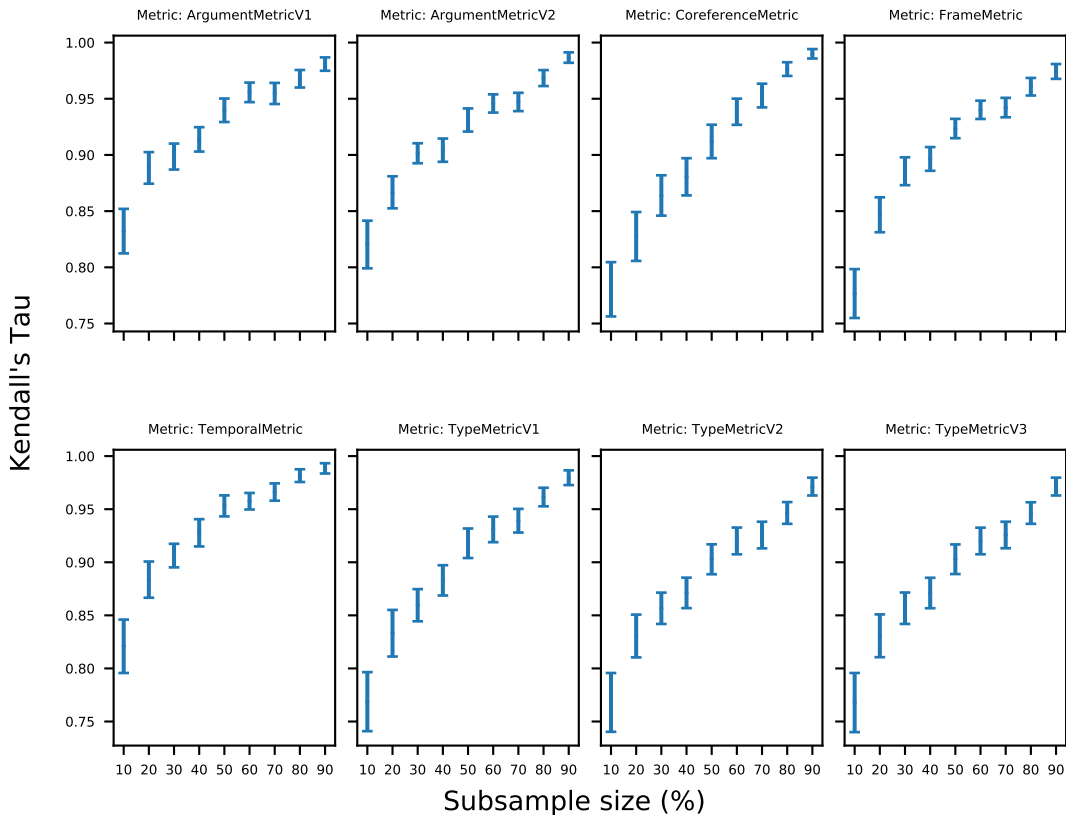 Metric: ArgumentMetricV1 Metric: ArgumentMetricV2 Metric: CoreferenceMetric Metric: FrameMetric
1.00
0.95
0.90
0.85
0.80
0.75
Kendall's Tau
Metric: TemporalMetric Metric: TypeMetricV1 Metric: TypeMetricV2 Metric: TypeMetricV3
1.00
0.95
0.90
0.85
0.80
0.75
10 20 30 40 50 60 70 80 90 10 20 30 40 50 60 70 80 90 10 20 30 40 50 60 70 80 90 10 20 30 40 50 60 70 80 90
Subsample size (%)